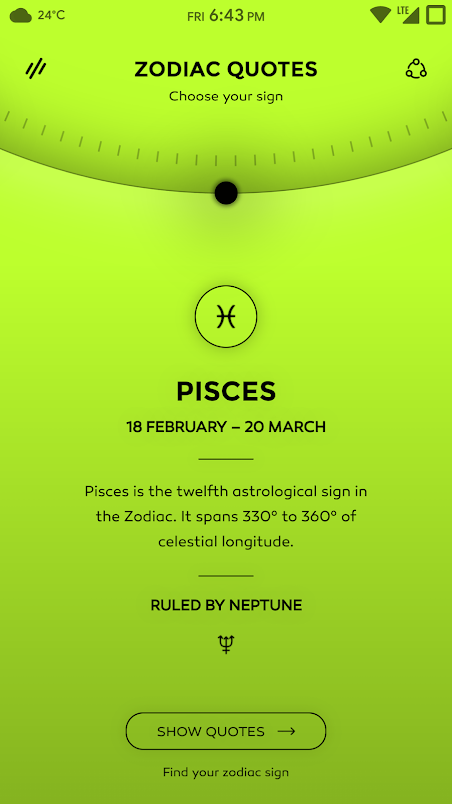 24°C
FRI 6:43 PM
LTE
ZODIAC QUOTES
Choose your sign
PISCES
18 FEBRUARY – 20 MARCH
Pisces is the twelfth astrological sign in
the Zodiac. It spans 330° to 360° of
celestial longitude.
RULED BY NEPTUNE
SHOW QUOTES
Find your zodiac sign